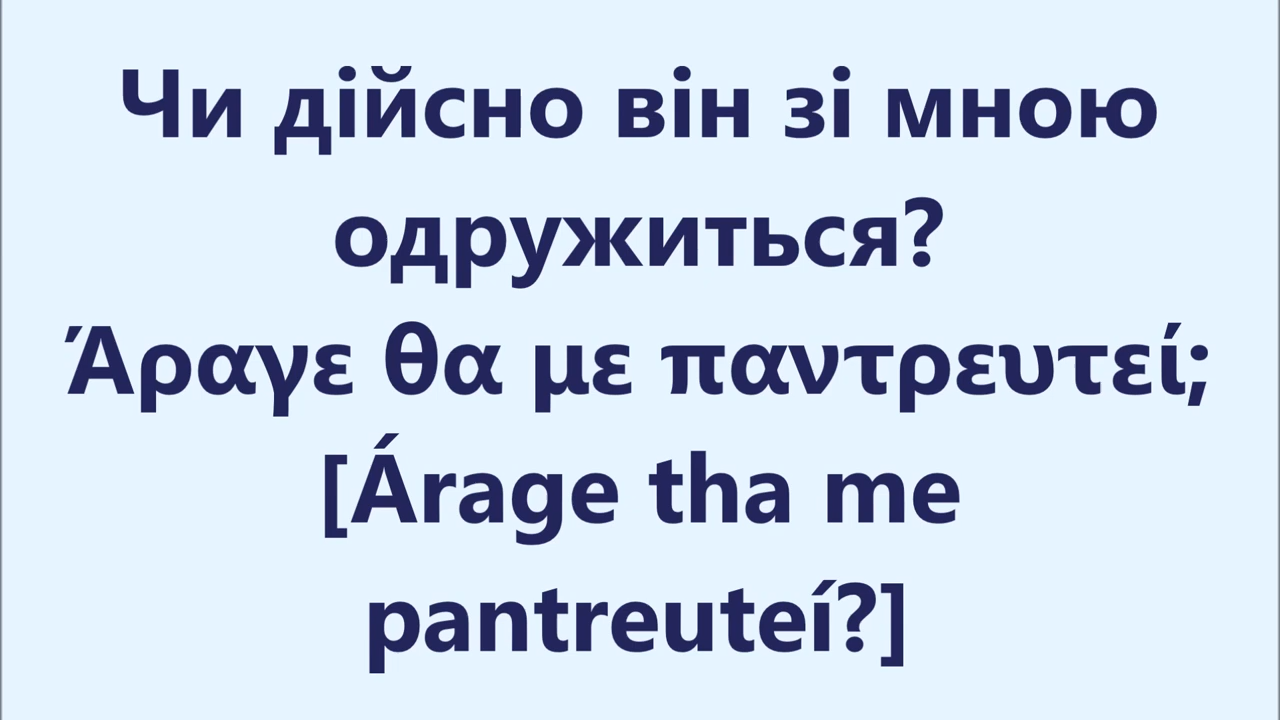 Чи дійсно він зі мною
одружиться?
Άραγε θα με παντρευτεί;
[Árage tha me
pantreuteí?]